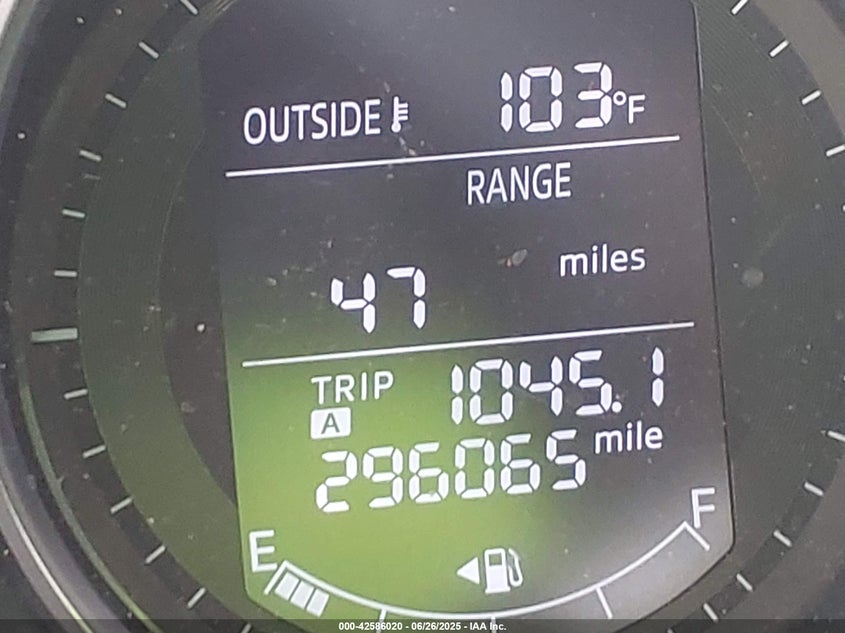 OUTSIDE 103°F
RANGE
miles
47
TRIP 1045.1
A
296065 mile
E F
000-42586020 - 06/26/2025 - IAA Inc.